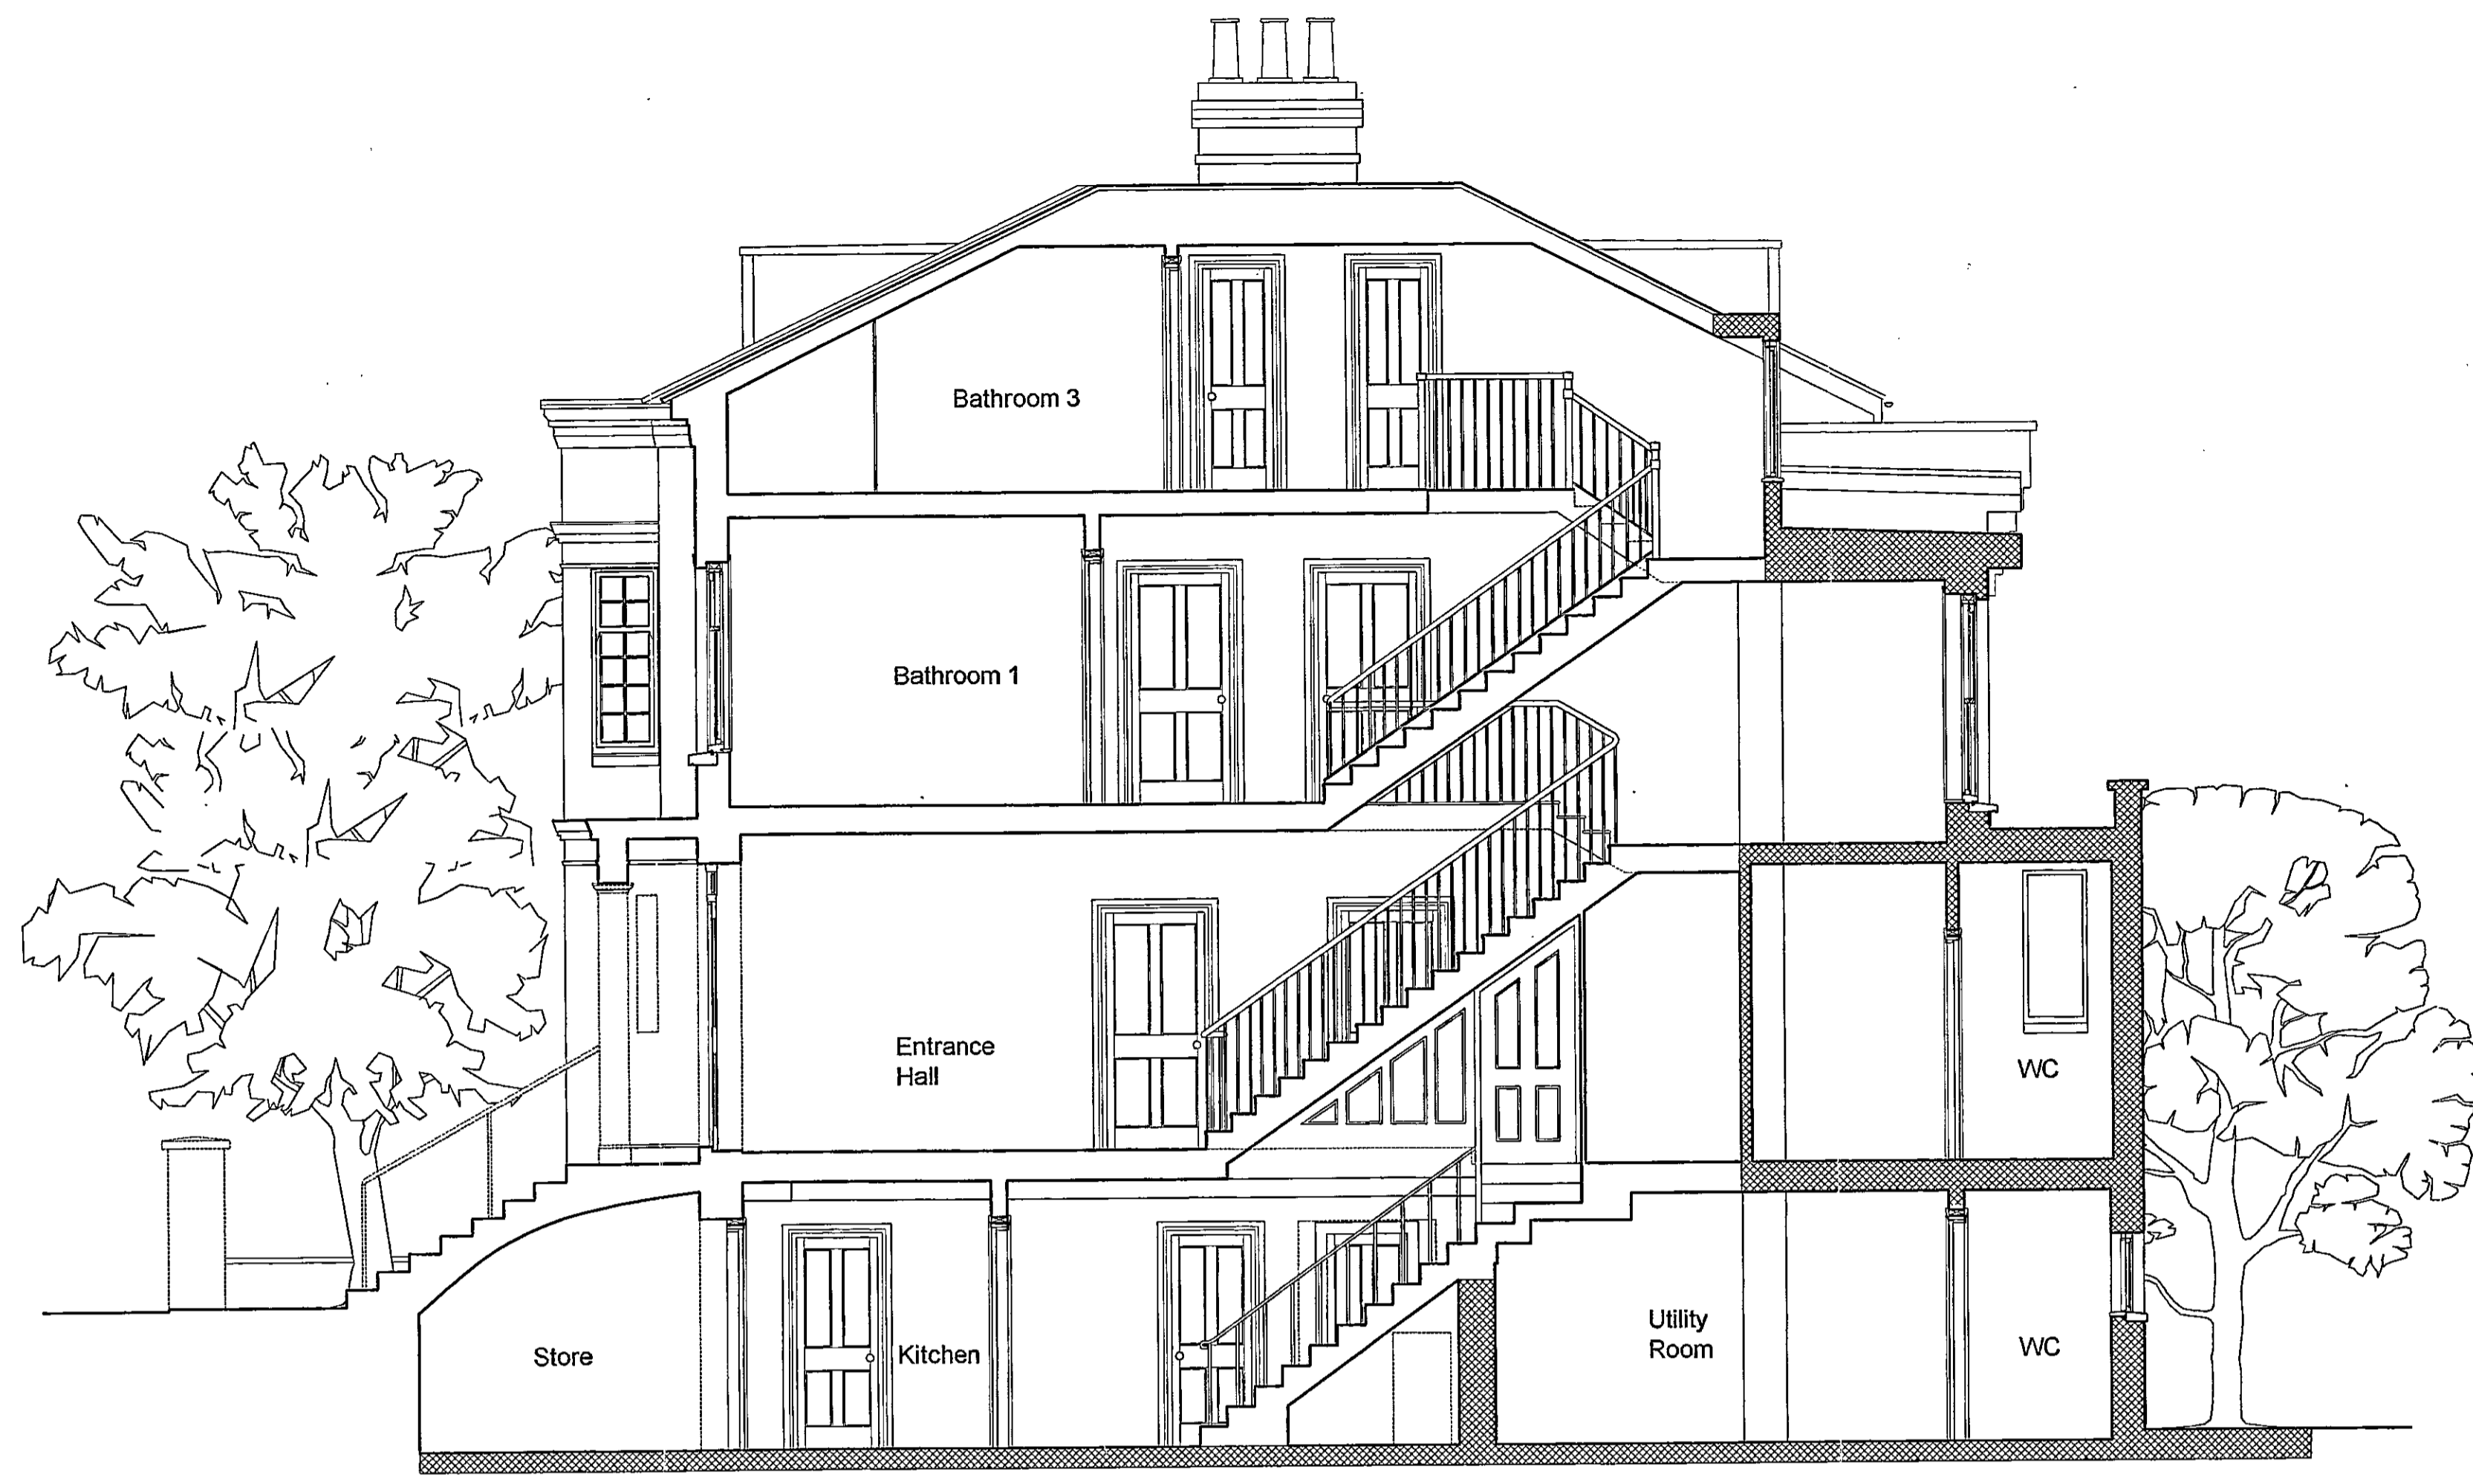 Bathroom 3
Bathroom 1
Entrance
Hall
WC
Store
Kitchen
Utility
Room
WC